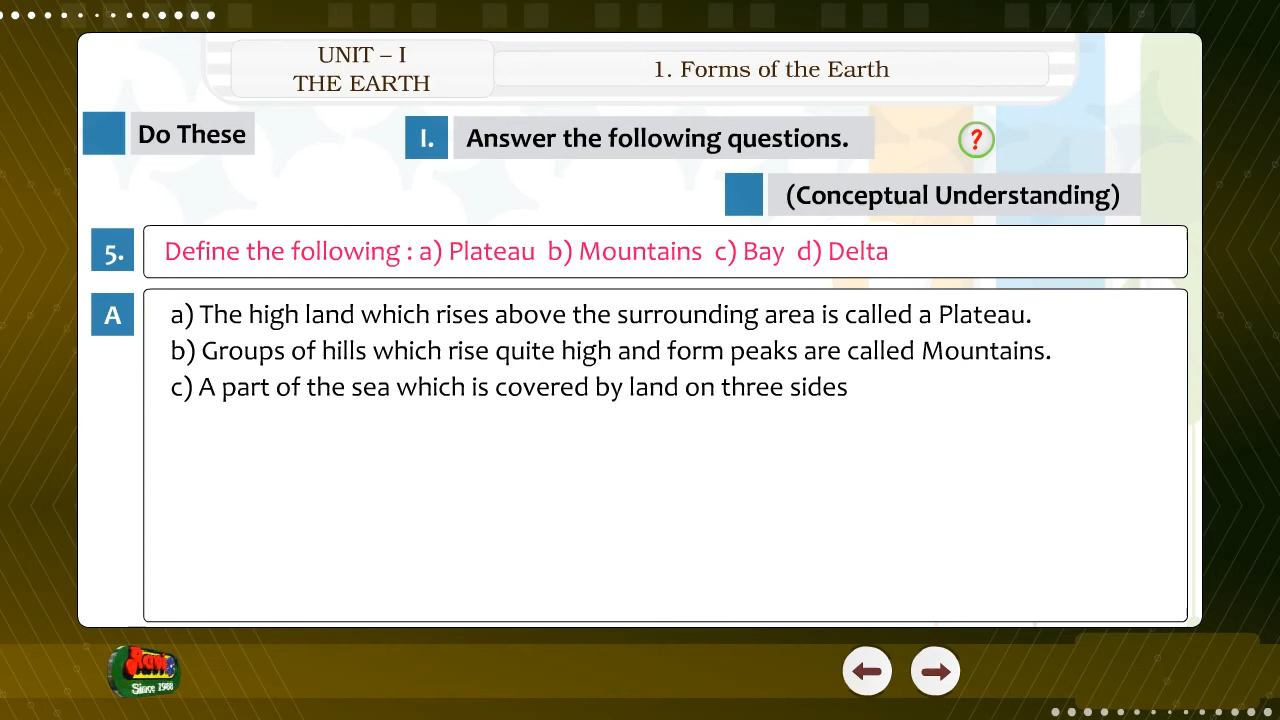 UNIT – I
THE EARTH
1. Forms of the Earth
Do These
I.
Answer the following questions.
?
(Conceptual Understanding)
5.
Define the following : a) Plateau b) Mountains c) Bay d) Delta
A
a) The high land which rises above the surrounding area is called a Plateau.
b) Groups of hills which rise quite high and form peaks are called Mountains.
c) A part of the sea which is covered by land on three sides
Since 1968